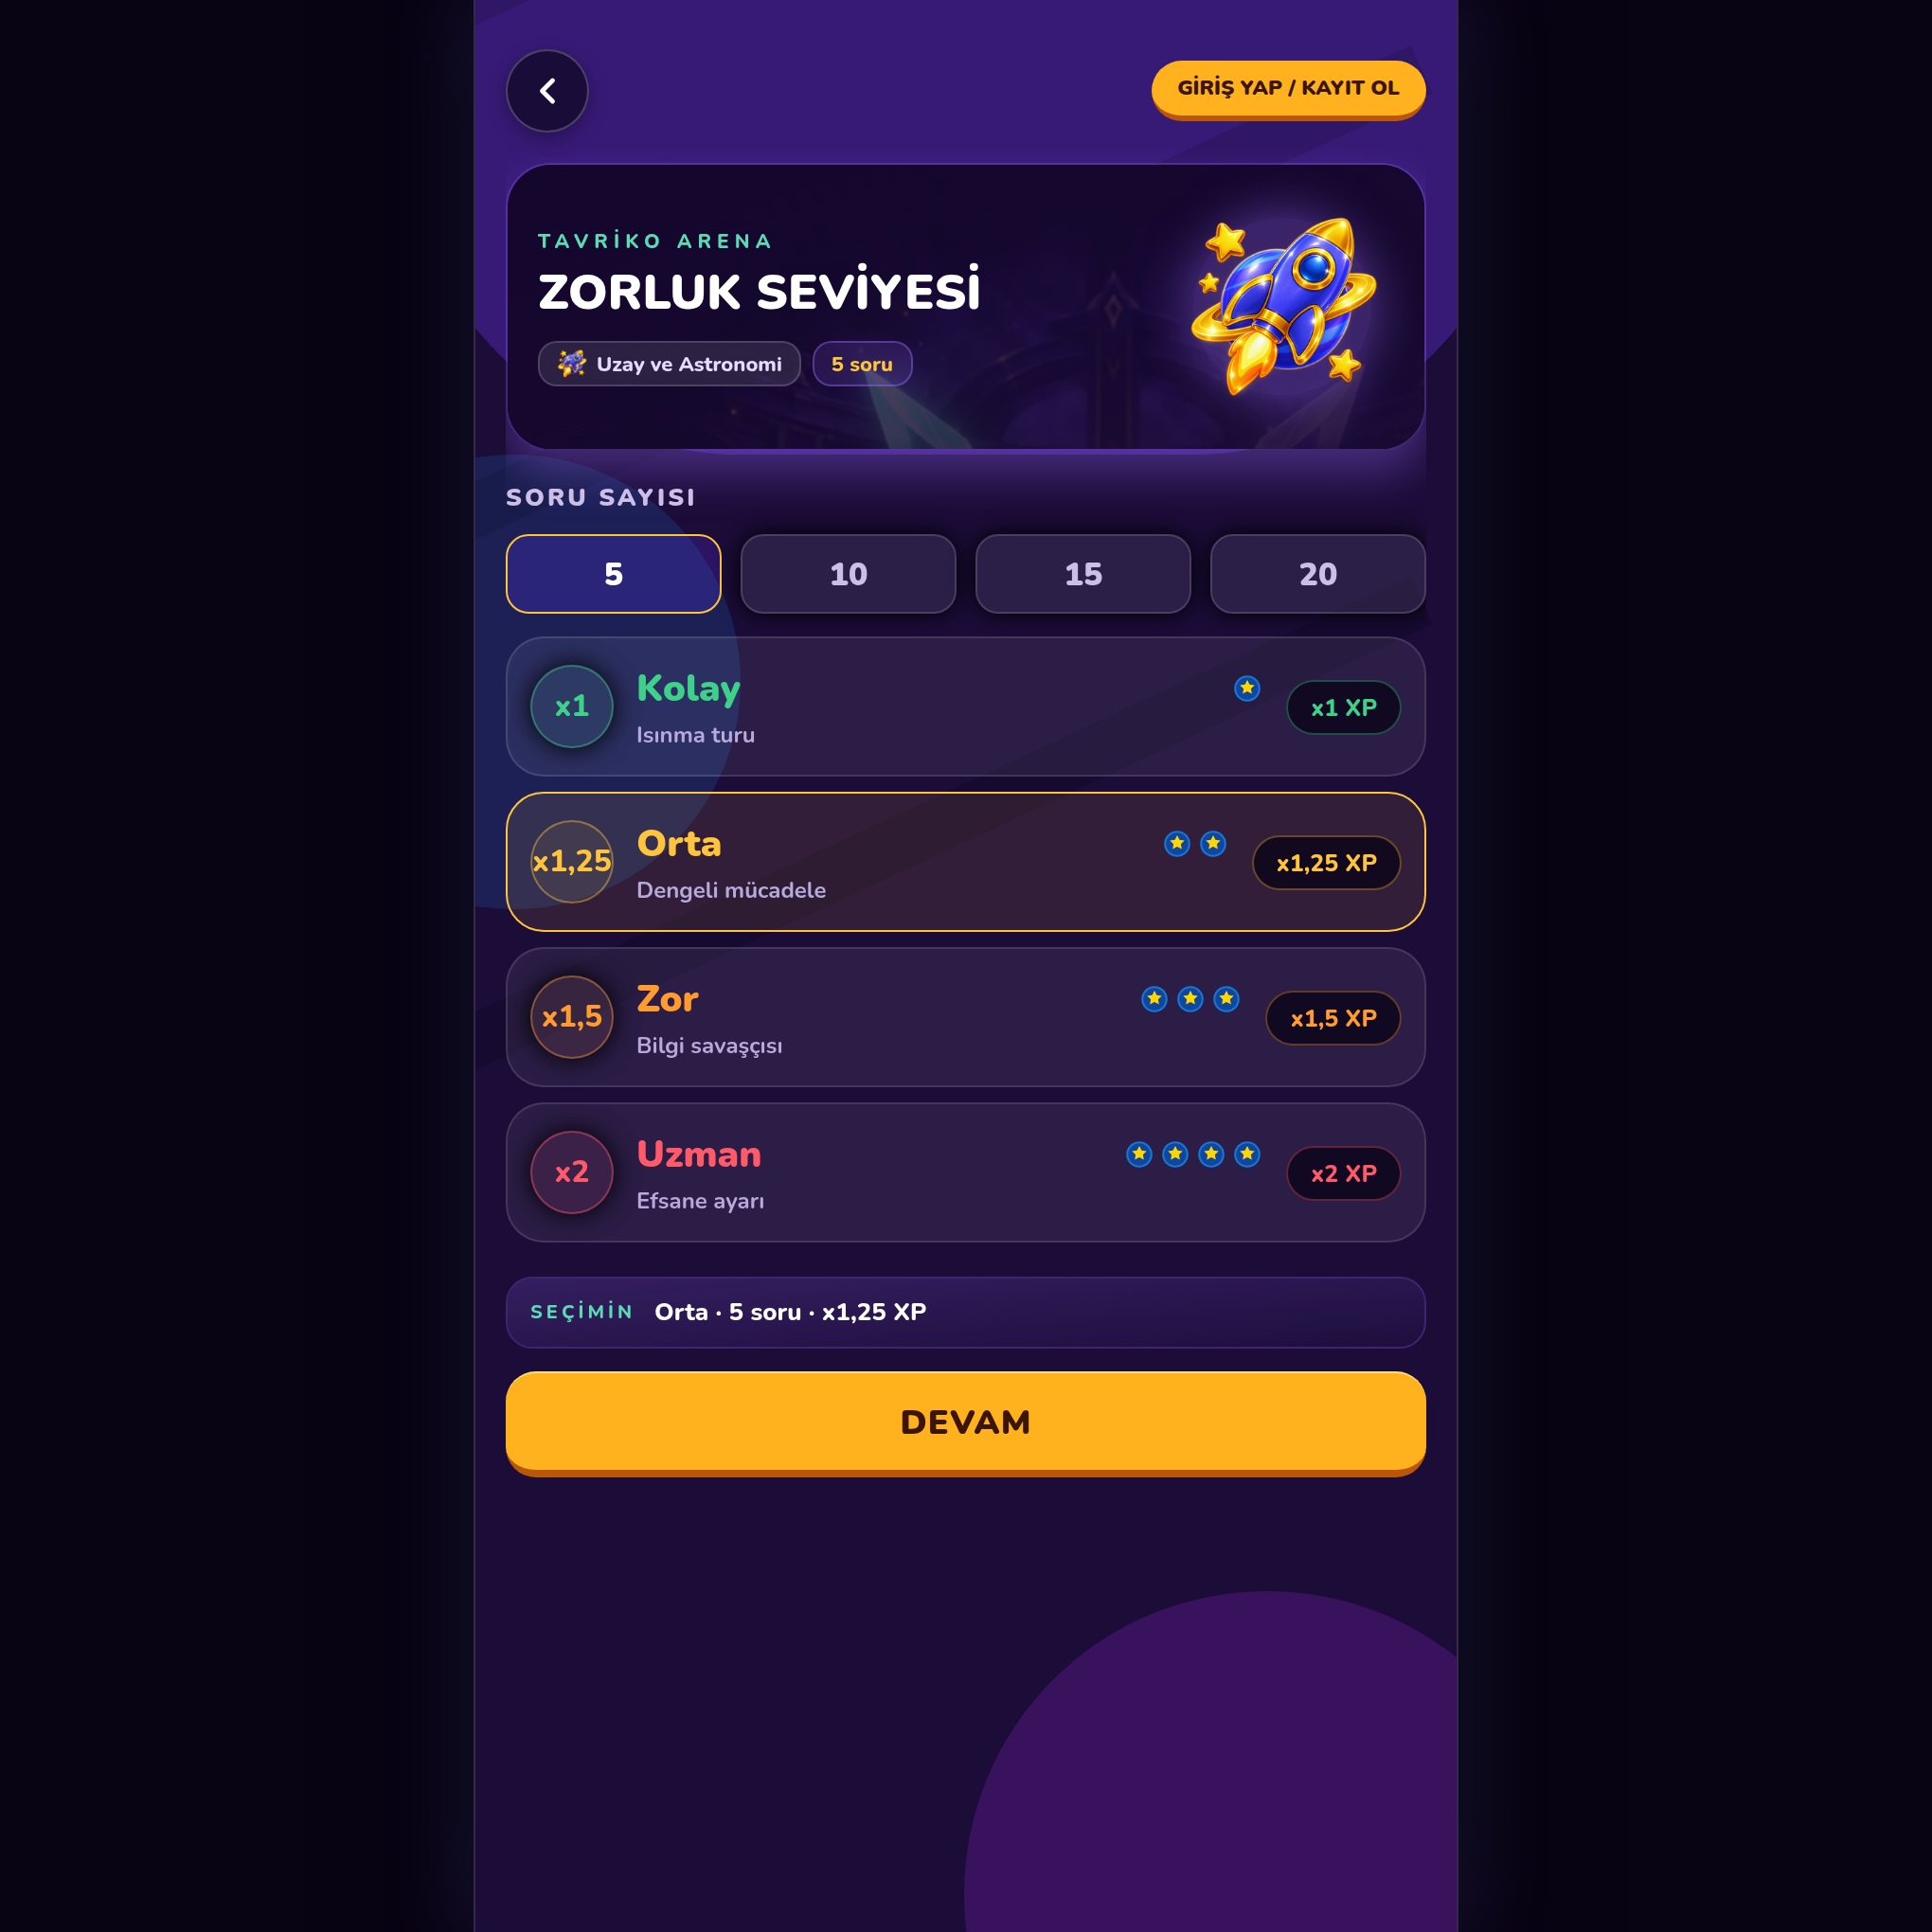 GİRİŞ YAP / KAYIT OL
TAVRİKO ARENA
ZORLUK SEVİYESİ
Uzay ve Astronomi
5 soru
SORU SAYISI
5
10
15
20
x1
Kolay
Isınma turu
x1 XP
x1,25
Orta
Dengeli mücadele
x1,25 XP
x1,5
Zor
Bilgi savaşçısı
x1,5 XP
x2
Uzman
Efsane ayarı
x2 XP
SEÇİMİN Orta · 5 soru · x1,25 XP
DEVAM